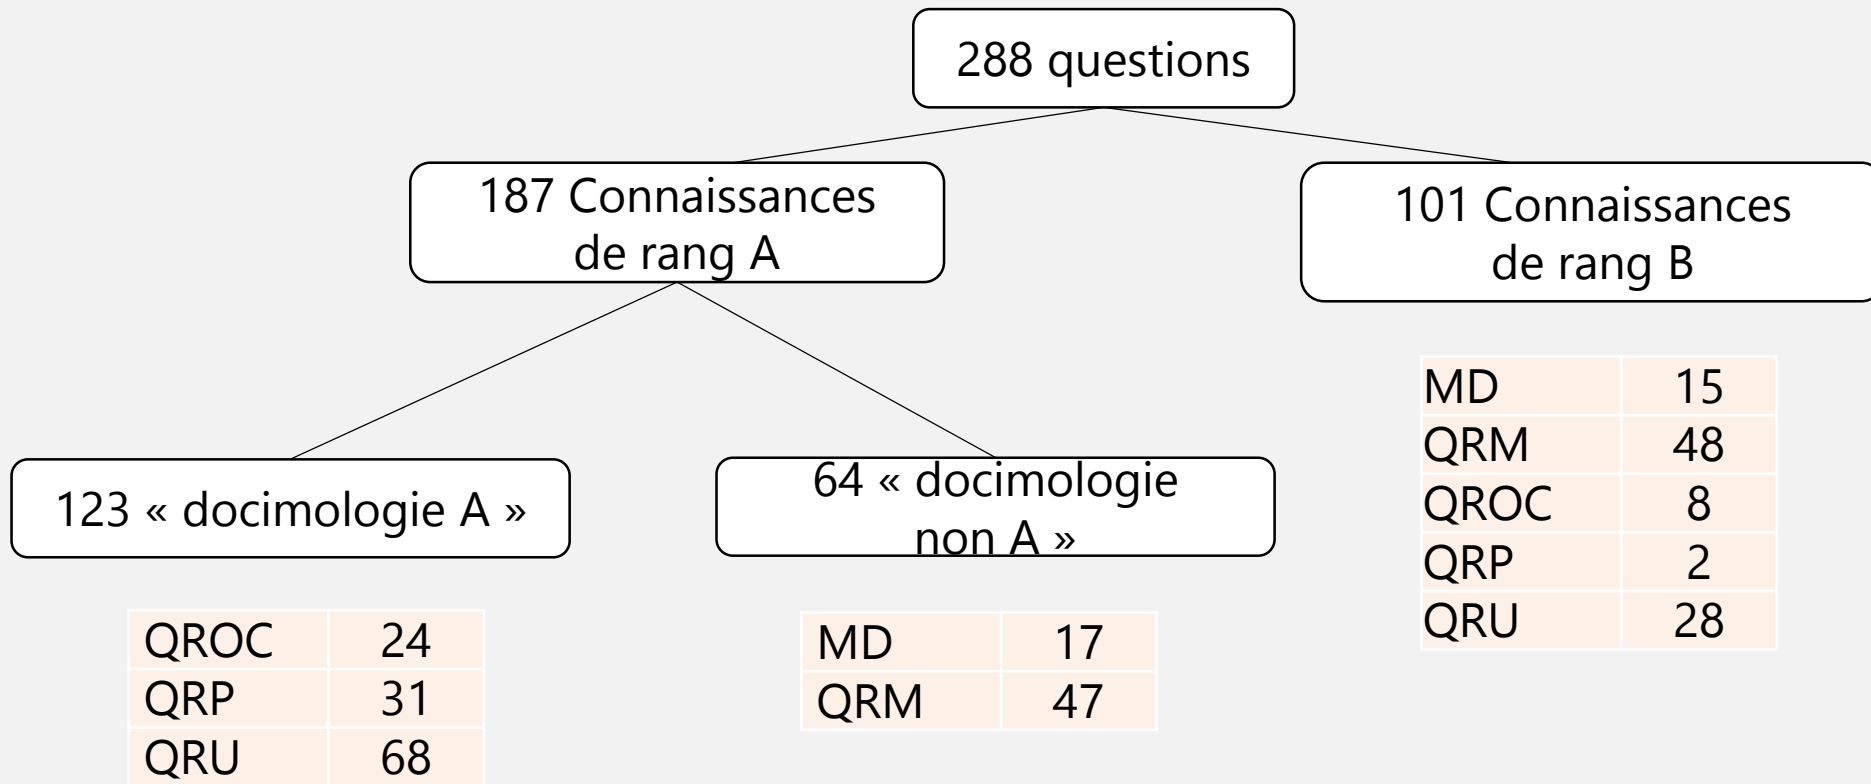 288 questions
187 Connaissances
de rang A
101 Connaissances
de rang B
123 « docimologie A »
64 « docimologie
non A »
QROC 24
QRP 31
QRU 68
MD 17
QRM 47
MD 15
QRM 48
QROC 8
QRP 2
QRU 28